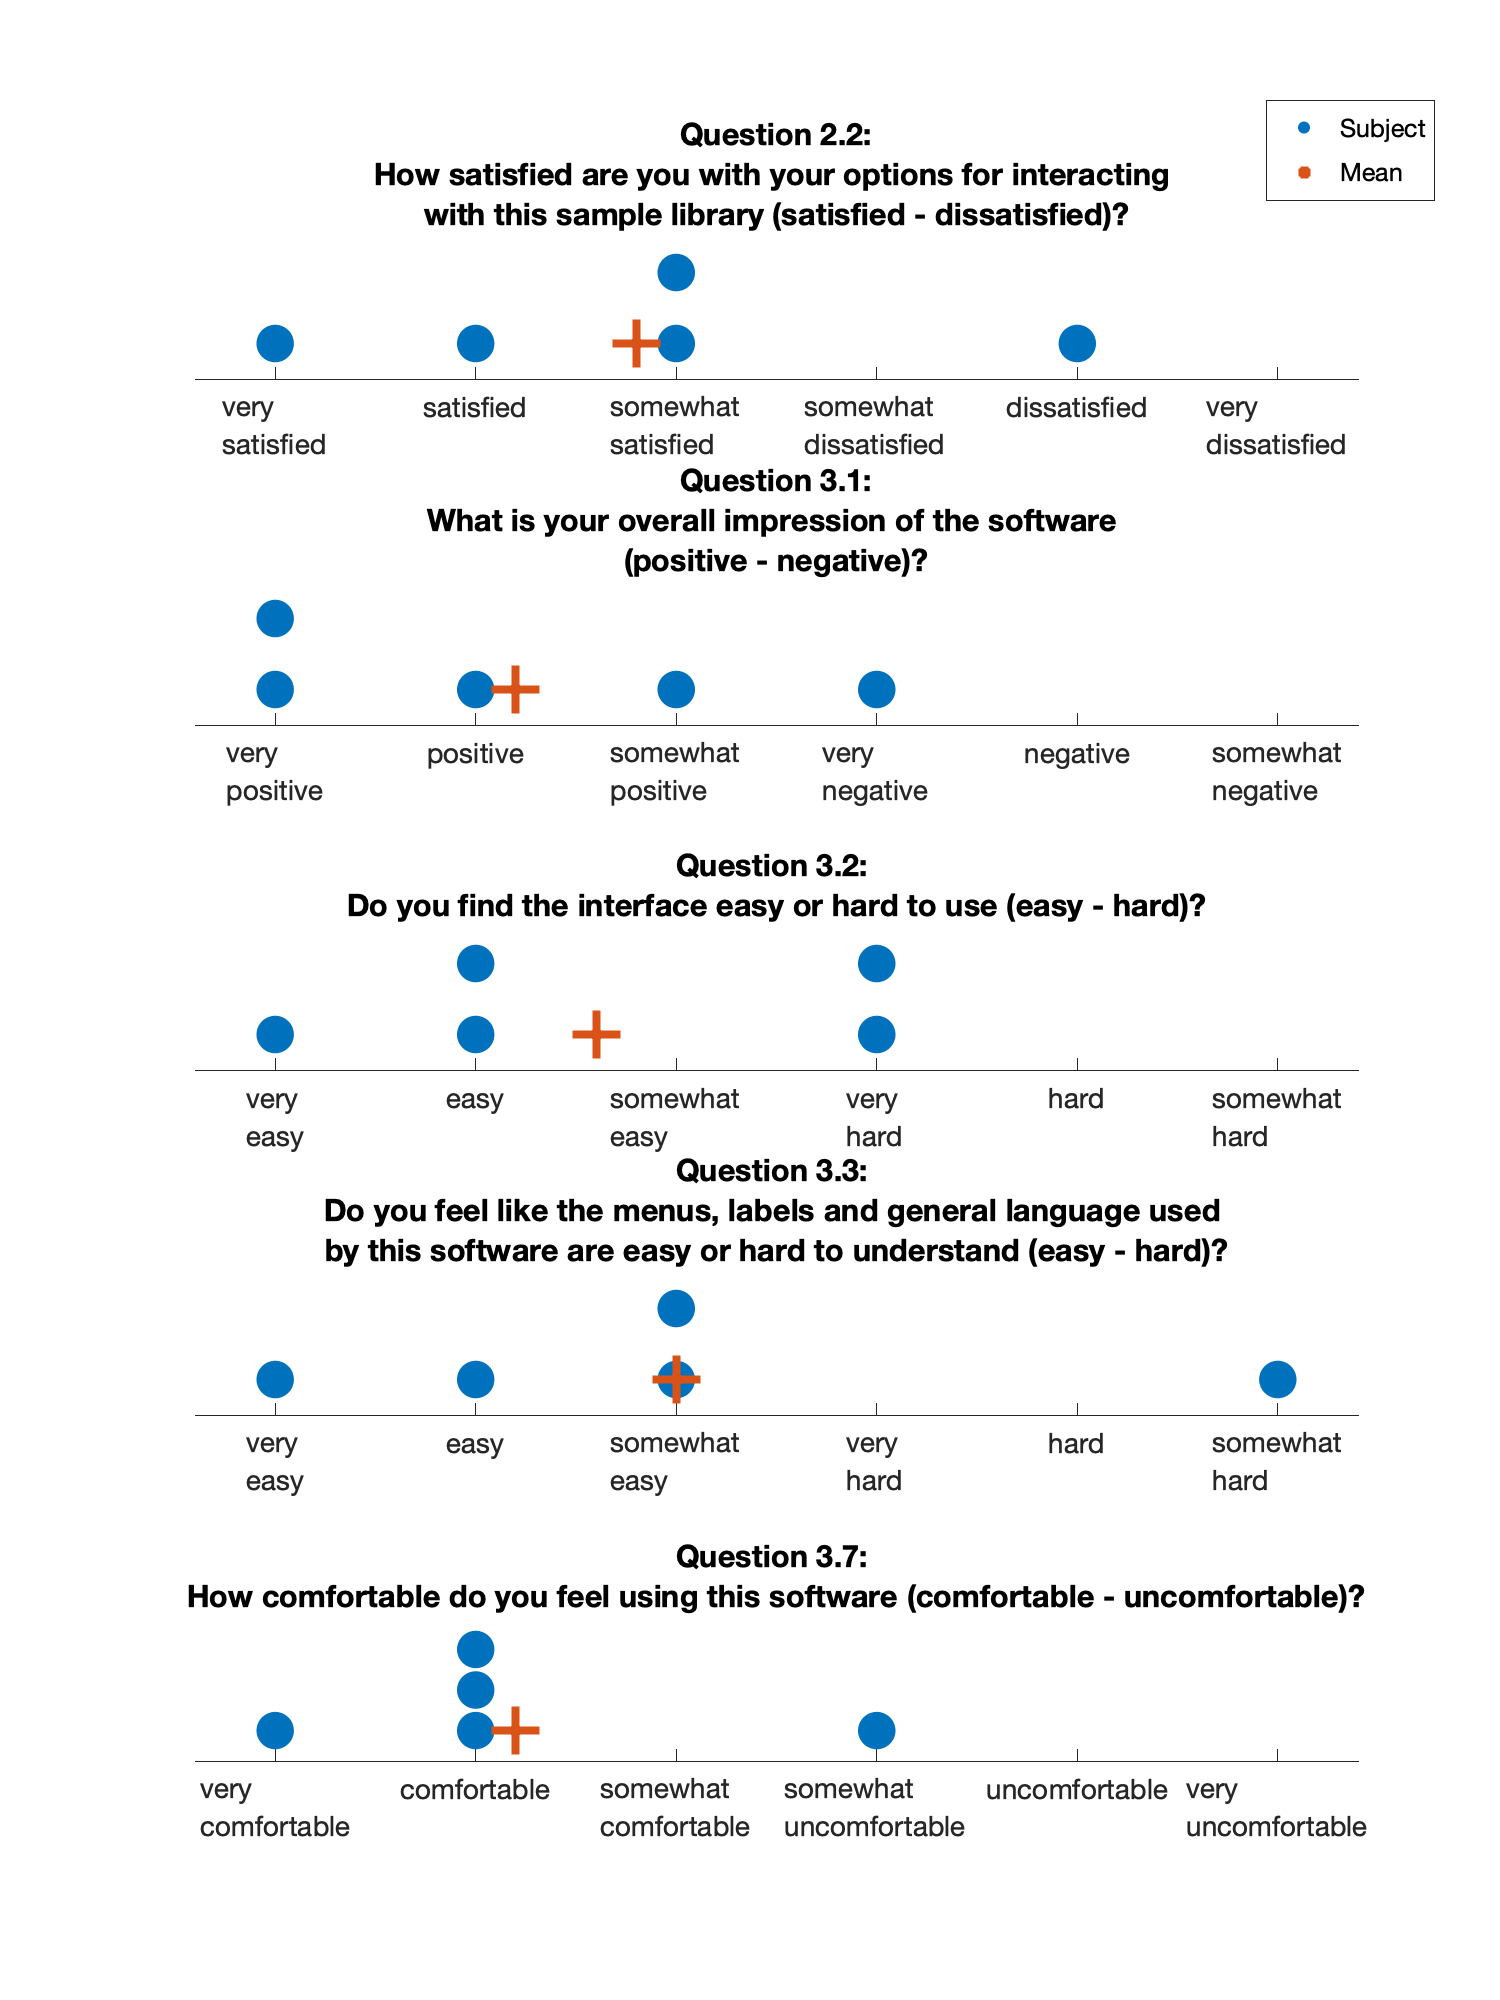 Subject
Mean
Question 2.2:
How satisfied are you with your options for interacting
with this sample library (satisfied - dissatisfied)?
very
satisfied
satisfied
somewhat
satisfied
somewhat
dissatisfied
dissatisfied
very
dissatisfied
Question 3.1:
What is your overall impression of the software
(positive - negative)?
very
positive
positive
somewhat
positive
very
negative
negative
somewhat
negative
Question 3.2:
Do you find the interface easy or hard to use (easy - hard)?
very
easy
easy
somewhat
easy
very
hard
hard
somewhat
hard
Question 3.3:
Do you feel like the menus, labels and general language used
by this software are easy or hard to understand (easy - hard)?
very
easy
easy
somewhat
easy
very
hard
hard
somewhat
hard
Question 3.7:
How comfortable do you feel using this software (comfortable - uncomfortable)?
very
comfortable
comfortable
somewhat
comfortable
somewhat
uncomfortable
uncomfortable
very
uncomfortable